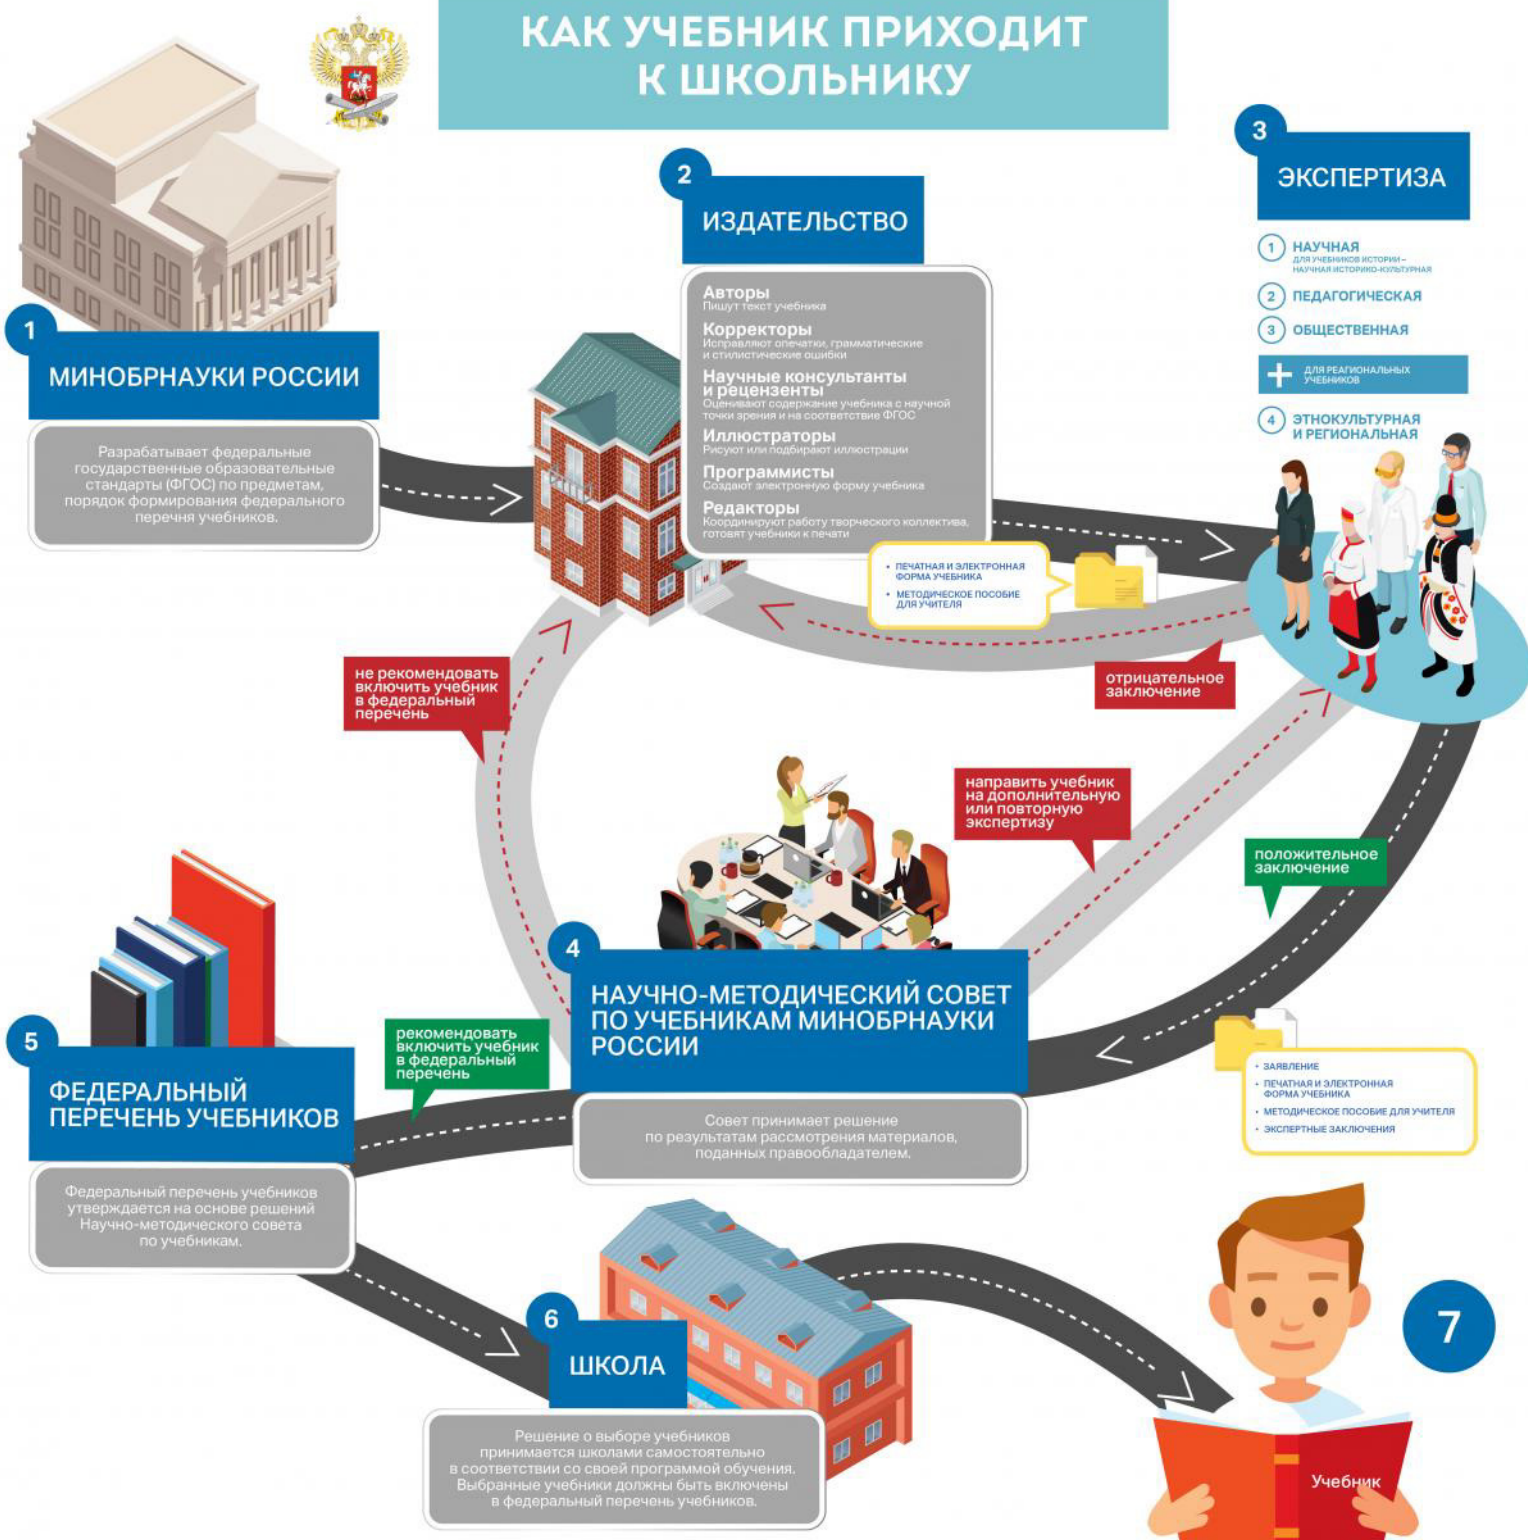 КАК УЧЕБНИК ПРИХОДИТ
К ШКОЛЬНИКУ
1
МИНОБРНАУКИ РОССИИ
Разрабатывает федеральные
государственные образовательные
стандарты (ФГОС) по предметам,
порядок формирования федерального
перечня учебников.
2
ИЗДАТЕЛЬСТВО
Авторы
Пишут текст учебника
Корректоры
Исправляют опечатки, грамматические
и стилистические ошибки
Научные консультанты
и рецензенты
Оценивают содержание учебника с научной
точки зрения и на соответствие ФГОС
Иллюстраторы
Рисуют или подбирают иллюстрации
Программисты
Создают электронную форму учебника
Редакторы
Координируют работу творческого коллектива,
готовят учебники к печати
• ПЕЧАТНАЯ И ЭЛЕКТРОННАЯ
ФОРМА УЧЕБНИКА
• МЕТОДИЧЕСКОЕ ПОСОБИЕ
ДЛЯ УЧИТЕЛЯ
3
ЭКСПЕРТИЗА
1 НАУЧНАЯ
ДЛЯ УЧЕБНИКОВ ИСТОРИИ –
НАУЧНАЯ ИСТОРИКО-КУЛЬТУРНАЯ
2 ПЕДАГОГИЧЕСКАЯ
3 ОБЩЕСТВЕННАЯ
+ ДЛЯ РЕАГИОНАЛЬНЫХ
УЧЕБНИКОВ
4 ЭТНОКУЛЬТУРНАЯ
И РЕГИОНАЛЬНАЯ
не рекомендовать
включить учебник
в федеральный
перечень
отрицательное
заключение
направить учебник
на дополнительную
или повторную
экспертизу
положительное
заключение
4
НАУЧНО-МЕТОДИЧЕСКИЙ СОВЕТ
ПО УЧЕБНИКАМ МИНОБРНАУКИ
РОССИИ
Совет принимает решение
по результатам рассмотрения материалов,
поданных правообладателем.
• ЗАЯВЛЕНИЕ
• ПЕЧАТНАЯ И ЭЛЕКТРОННАЯ
ФОРМА УЧЕБНИКА
• МЕТОДИЧЕСКОЕ ПОСОБИЕ ДЛЯ УЧИТЕЛЯ
• ЭКСПЕРТНЫЕ ЗАКЛЮЧЕНИЯ
рекомендовать
включить учебник
в федеральный
перечень
5
ФЕДЕРАЛЬНЫЙ
ПЕРЕЧЕНЬ УЧЕБНИКОВ
Федеральный перечень учебников
утверждается на основе решений
Научно-методического совета
по учебникам.
6
ШКОЛА
Решение о выборе учебников
принимается школами самостоятельно
в соответствии со своей программой обучения.
Выбранные учебники должны быть включены
в федеральный перечень учебников.
7
Учебник